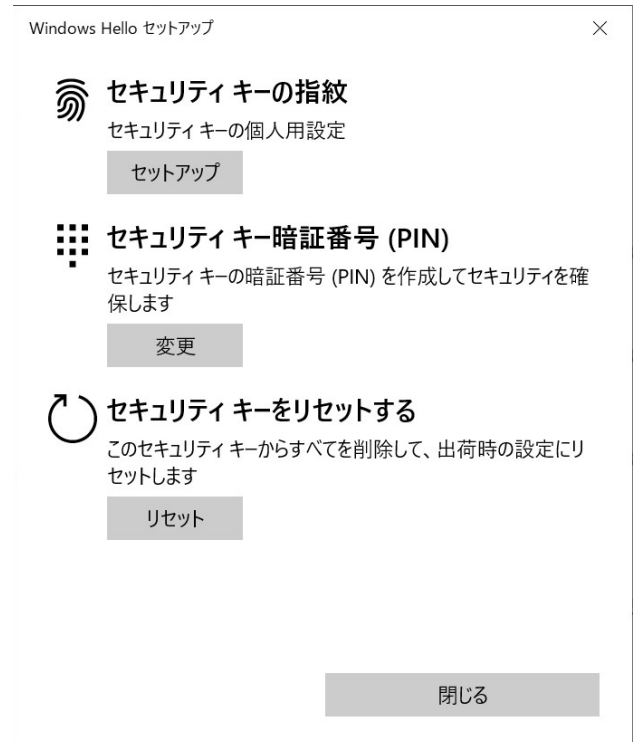 Windows Hello セットアップ
セキュリティ キーの指紋
セキュリティ キーの個人用設定
セットアップ
セキュリティ キー暗証番号 (PIN)
セキュリティ キーの暗証番号 (PIN) を作成してセキュリティを確
保します
変更
セキュリティ キーをリセットする
このセキュリティ キーからすべてを削除して、出荷時の設定にリ
セットします
リセット
閉じる